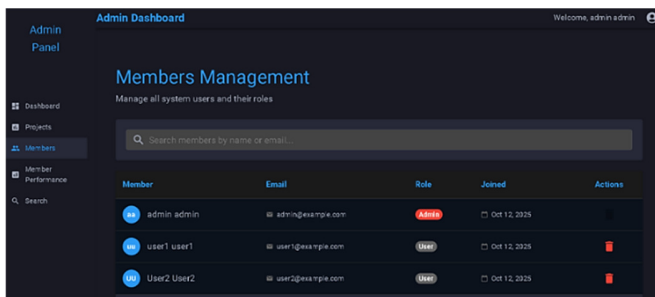 Admin Dashboard
Welcome, admin admin
Admin
Panel
Dashboard
Projects
Members
Member
Performance
Search
Members Management
Manage all system users and their roles
Search members by name or email...
Member Email Role Joined Actions
aa admin admin admin@example.com Admin Oct 12, 2025
uu user1 user1 user1@example.com User Oct 12, 2025
UU User2 User2 user2@example.com User Oct 12, 2025